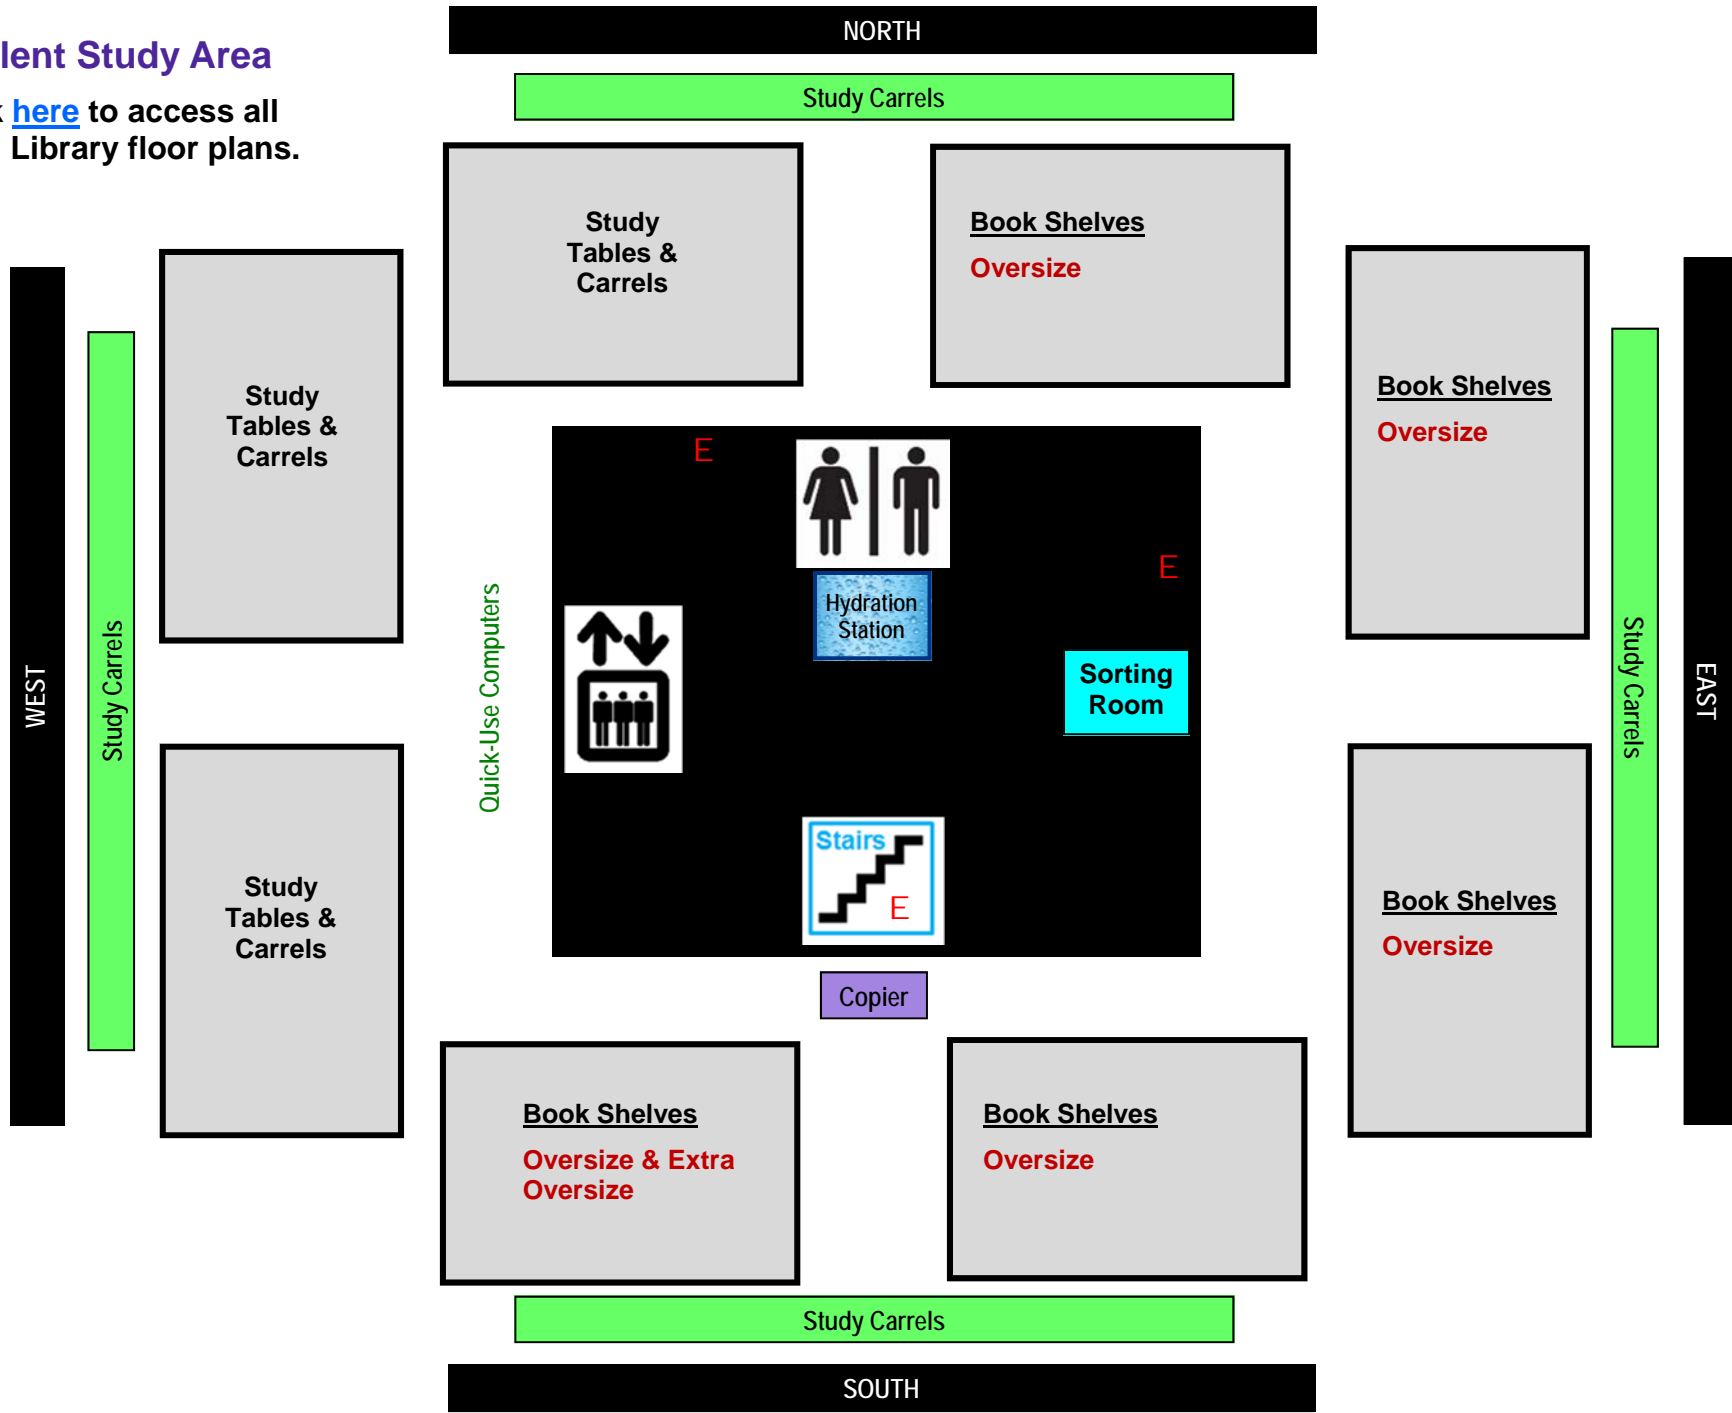 NORTH
lent Study Area
here to access all
Library floor plans.
Study Carrels
Study
Tables &
Carrels
Book Shelves
Oversize
Study
Tables &
Carrels
Book Shelves
Oversize
E
E
Hydration
Station
Quick-Use Computers
Sorting
Room
WEST
Study Carrels
Study Carrels
EAST
Stairs
E
Study
Tables &
Carrels
Book Shelves
Oversize
Copier
Book Shelves
Oversize & Extra
Oversize
Book Shelves
Oversize
Study Carrels
SOUTH